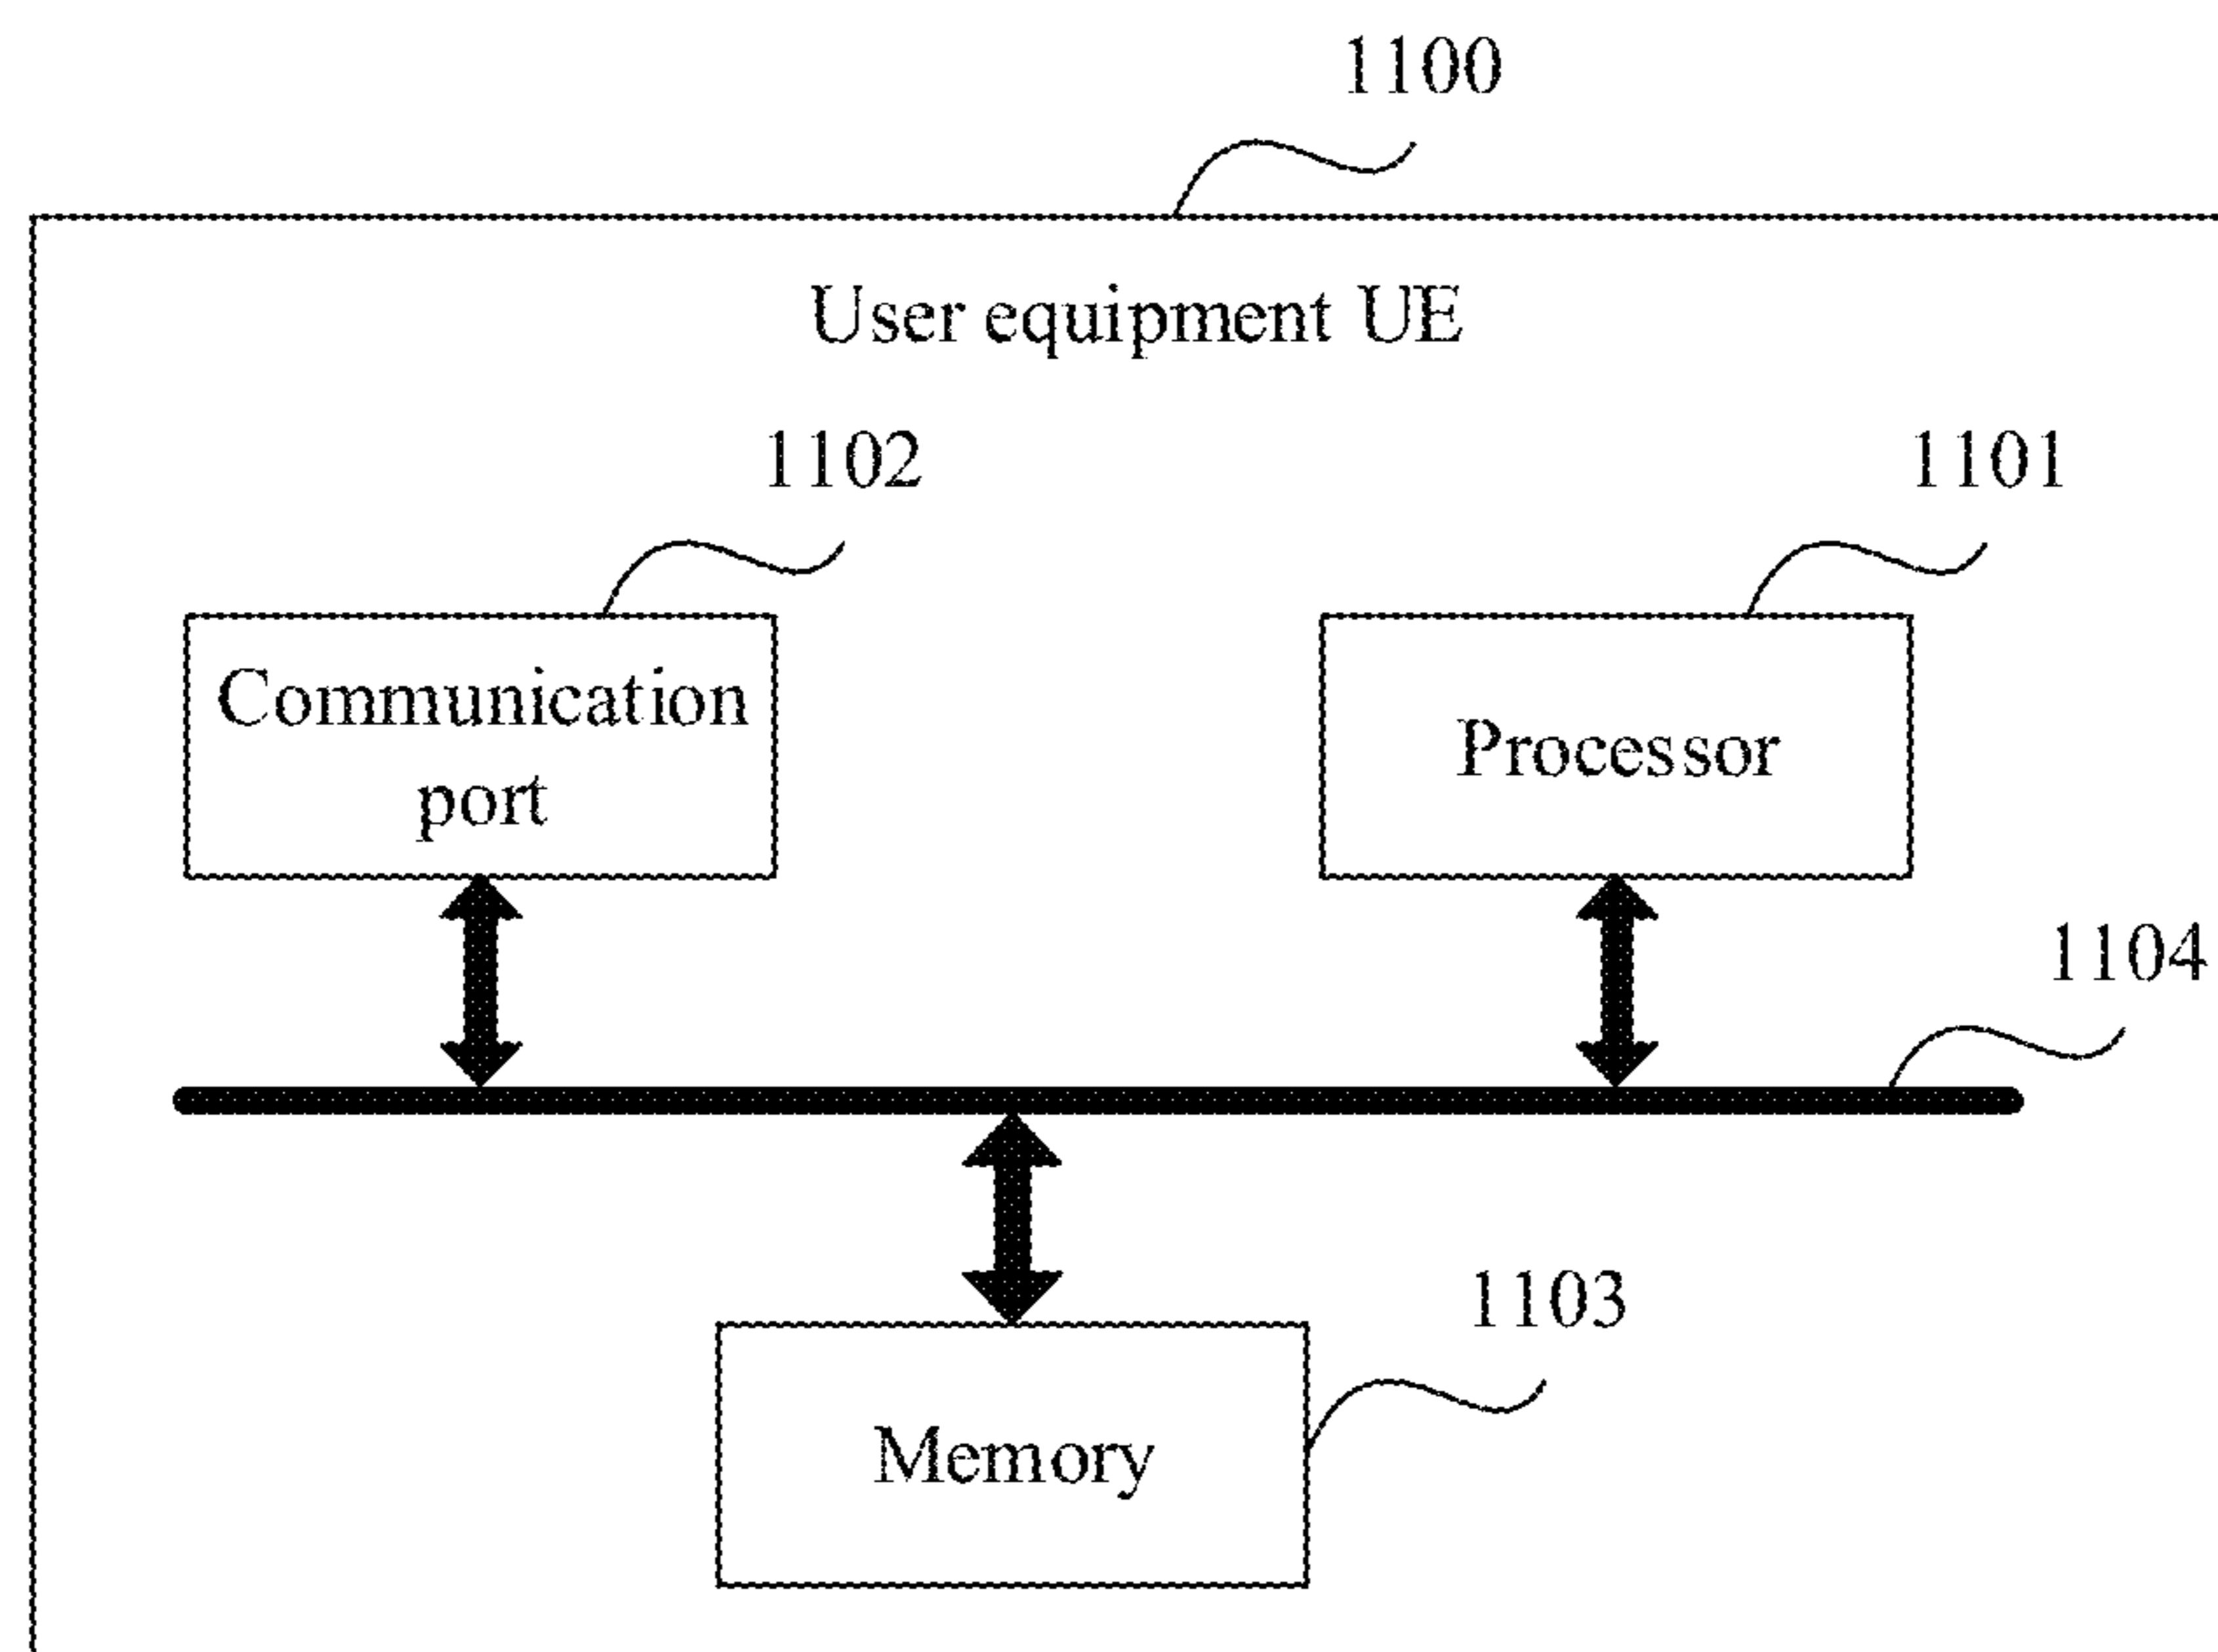 1100
User equipment UE
1102
1101
Communication
port
Processor
1104
1103
Memory